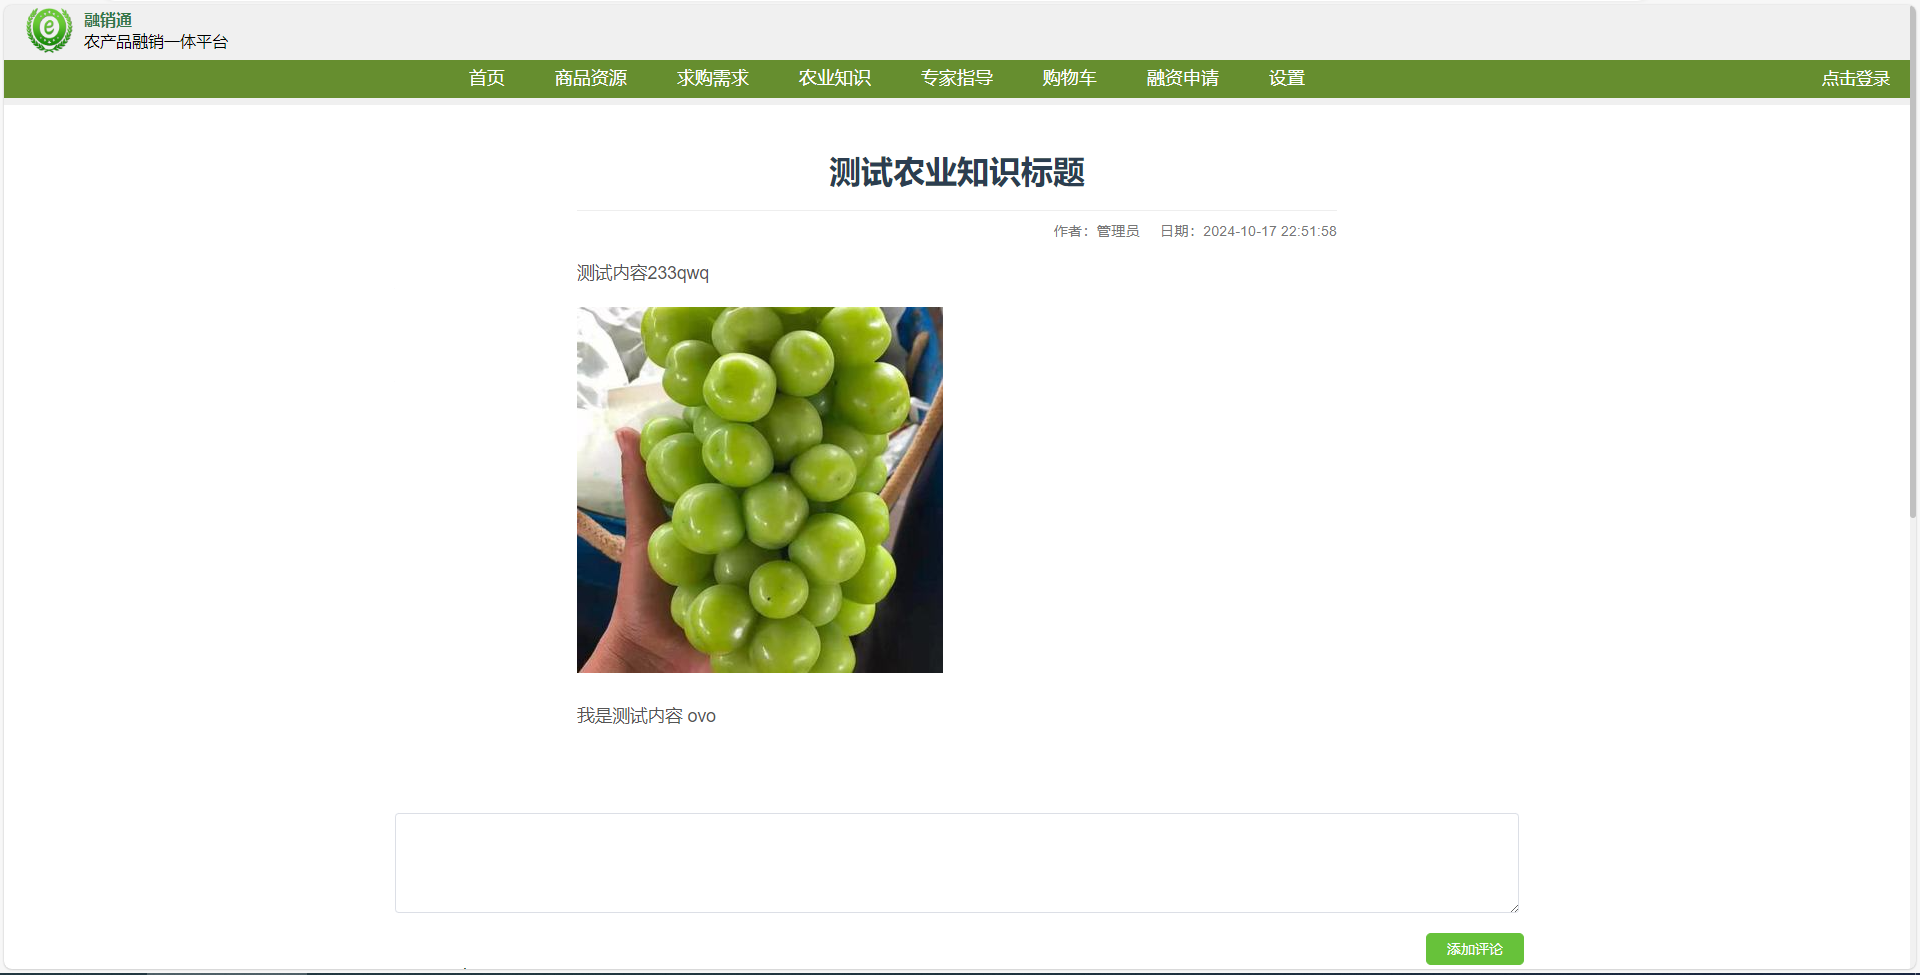 融销通
农产品融销一体平台
首页 商品资源 求购需求 农业知识 专家指导 购物车 融资申请 设置 点击登录
测试农业知识标题
作者：管理员 日期：2024-10-17 22:51:58
测试内容233qwq
我是测试内容 ovo
添加评论